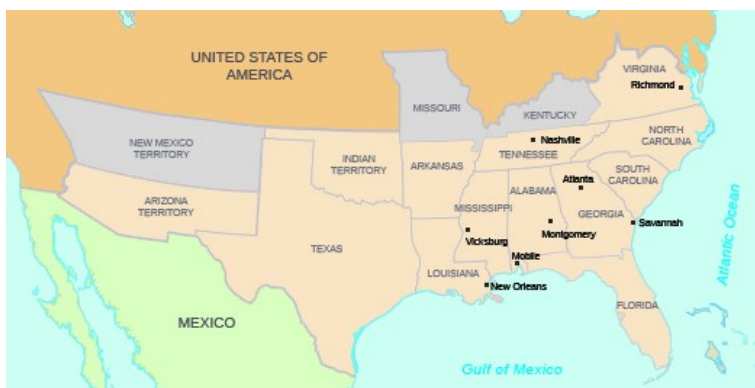 UNITED STATES OF
AMERICA
VIRGINIA
Richmond
MISSOURI
KENTUCKY
NEW MEXICO
TERRITORY
Nashville
NORTH
CAROLINA
TENNESSEE
INDIAN
TERRITORY
ARKANSAS
SOUTH
CAROLINA
Atlanta
ALABAMA
ARIZONA
TERRITORY
MISSISSIPPI
GEORGIA
Savannah
Montgomery
Vicksburg
TEXAS
Mobile
LOUISIANA
New Orleans
FLORIDA
MEXICO
Atlantic Ocean
Gulf of Mexico